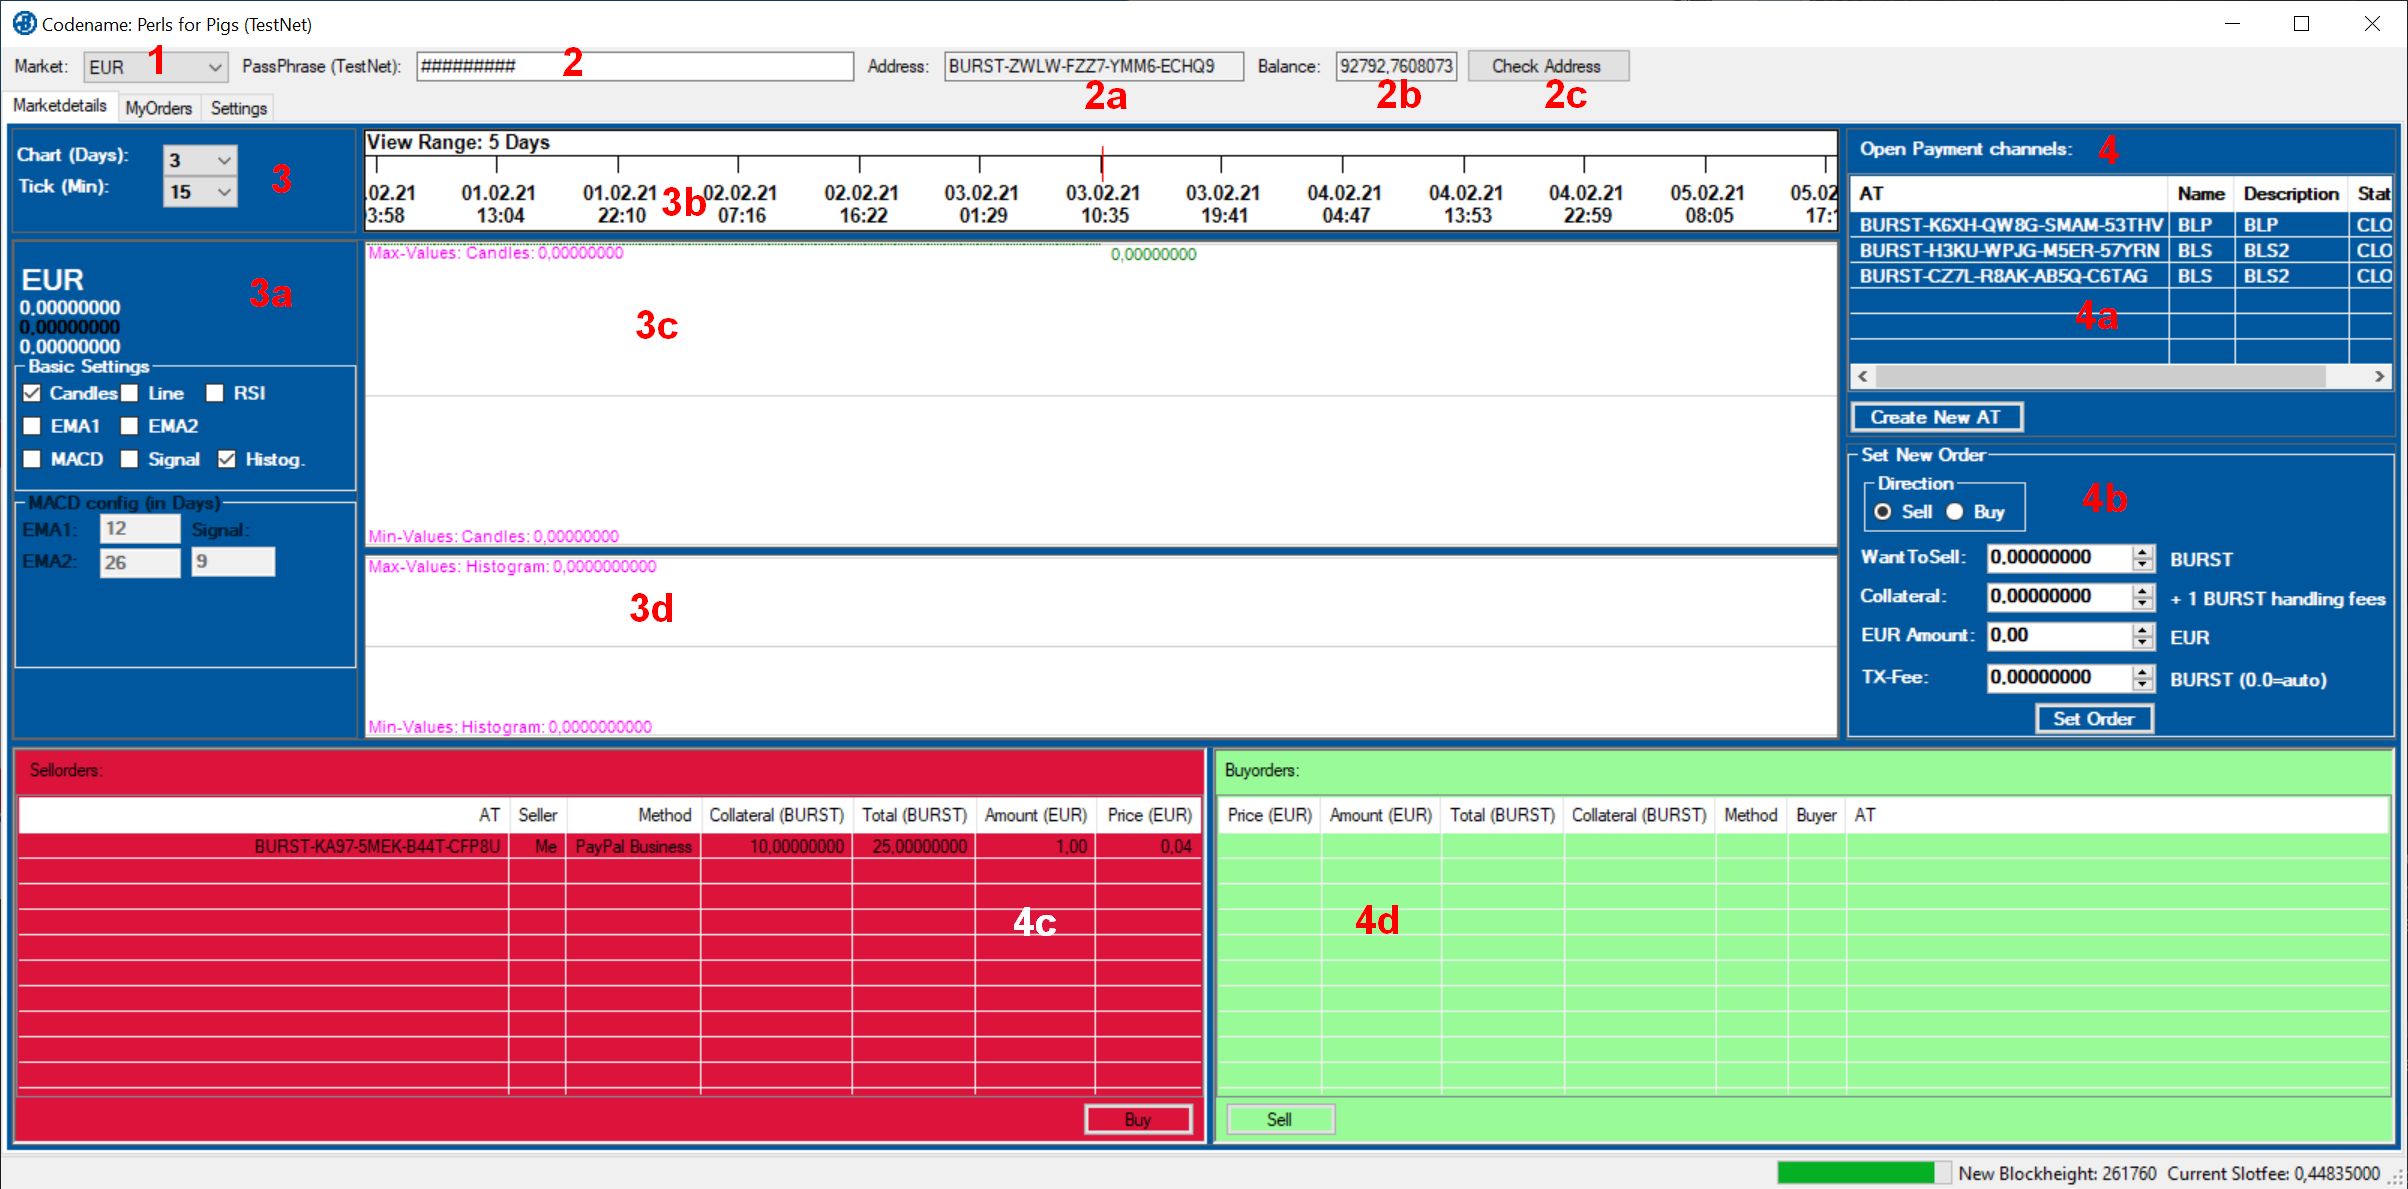 Codename: Perls for Pigs (TestNet)
Market: EUR 1 PassPhrase (TestNet): ######### 2 Address: BURST-ZWLW-FZZ7-YMM6-ECHQ9 Balance: 92792,7608073 Check Address
2a 2b 2c
Marketdetails MyOrders Settings
Chart (Days): 3
Tick (Min): 15
3
View Range: 5 Days
.02.21 01.02.21 01.02.21 02.02.21 02.02.21 03.02.21 03.02.21 03.02.21 04.02.21 04.02.21 04.02.21 05.02.21 05.02
3:58 13:04 22:10 07:16 16:22 01:29 10:35 19:41 04:47 13:53 22:59 08:05 17:
3b
EUR
3a
0,00000000
0,00000000
0,00000000
Basic Settings
Candles Line RSI
EMA1 EMA2
MACD Signal Histog.
MACD config (in Days)
EMA1: 12 Signal:
EMA2: 26 9
Max-Values: Candles: 0,00000000 0,00000000
3c
Min-Values: Candles: 0,00000000
Max-Values: Histogram: 0,0000000000
3d
Min-Values: Histogram: 0,0000000000
Open Payment channels: 4
AT Name Description Stat
BURST-K6XH-QW8G-SMAM-53THV BLP BLP CLO
BURST-H3KU-WPJG-M5ER-57YRN BLS BLS2 CLO
BURST-CZ7L-R8AK-AB5Q-C6TAG BLS BLS2 CLO
4a
Create New AT
Set New Order
Direction
Sell Buy
4b
WantToSell: 0,00000000 BURST
Collateral: 0,00000000 + 1 BURST handling fees
EUR Amount: 0,00 EUR
TX-Fee: 0,00000000 BURST (0.0=auto)
Set Order
Sellorders:
AT Seller Method Collateral (BURST) Total (BURST) Amount (EUR) Price (EUR)
BURST-KA97-5MEK-B44T-CFP8U Me PayPal Business 10,00000000 25,00000000 1,00 0,04
4c
Buy
Buyorders:
Price (EUR) Amount (EUR) Total (BURST) Collateral (BURST) Method Buyer AT
4d
Sell
New Blockheight: 261760 Current Slotfee: 0,44835000